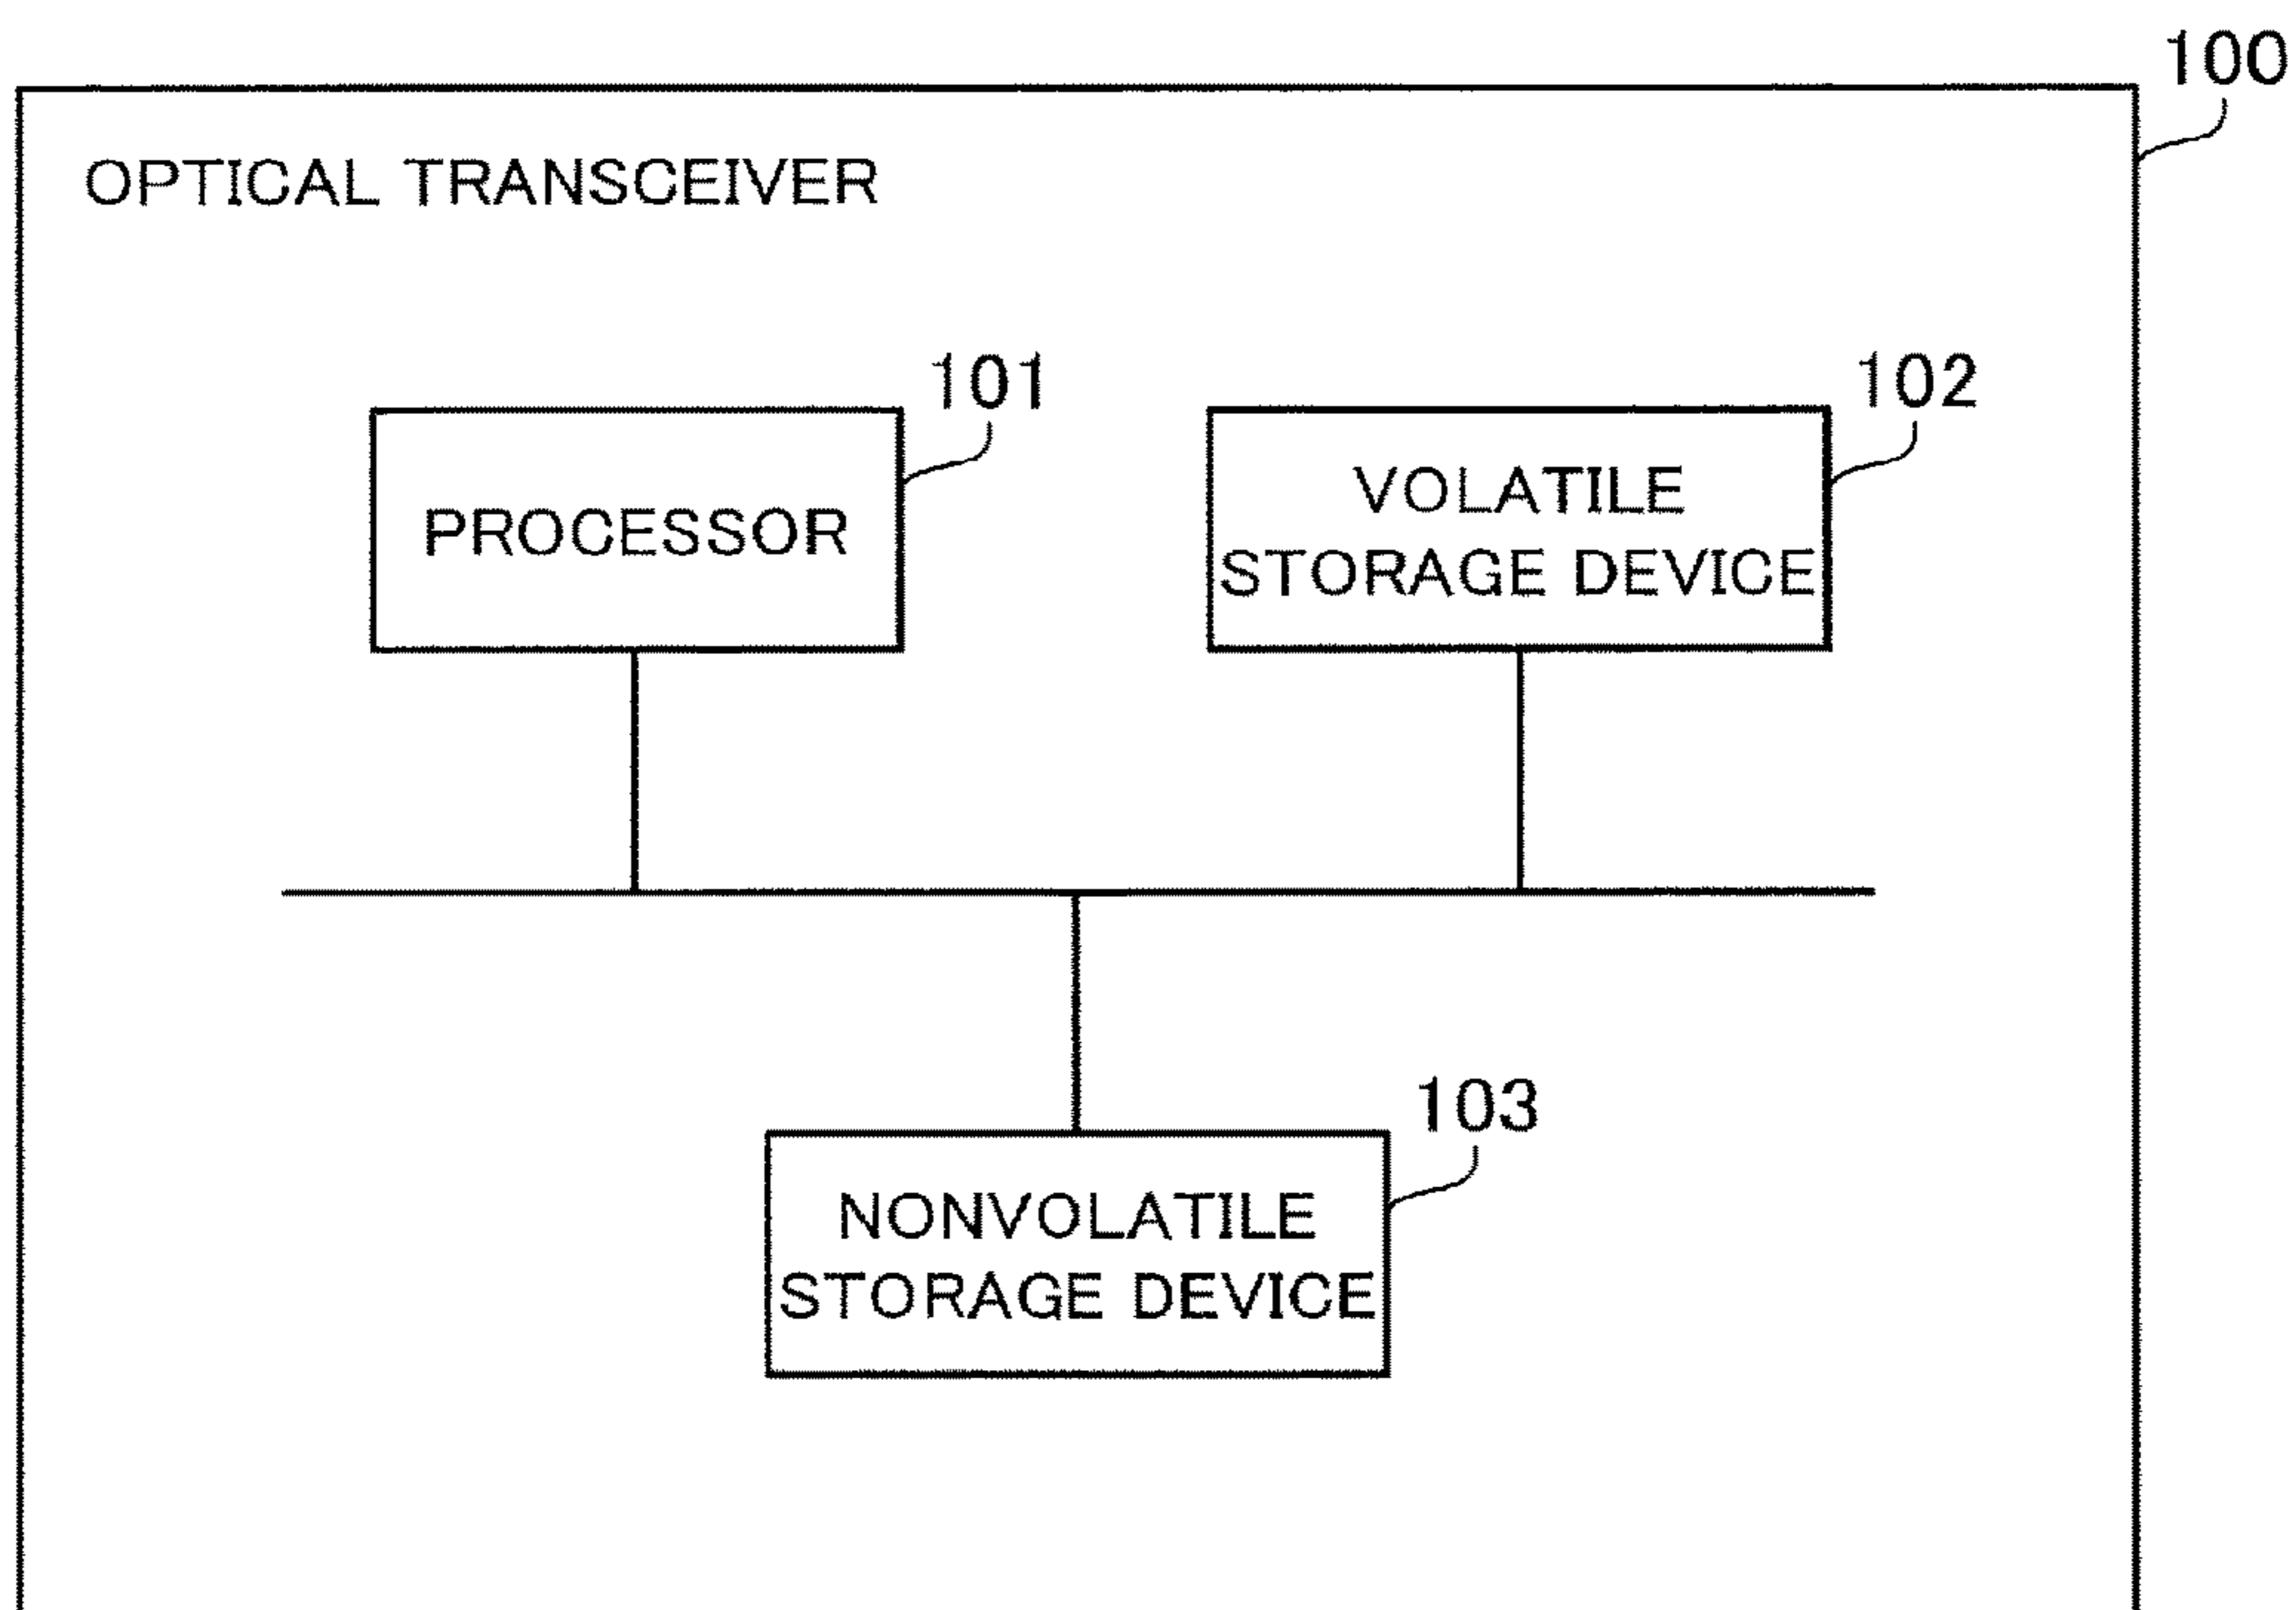 100
OPTICAL TRANSCEIVER
101
102
PROCESSOR
VOLATILE
STORAGE DEVICE
103
NONVOLATILE
STORAGE DEVICE